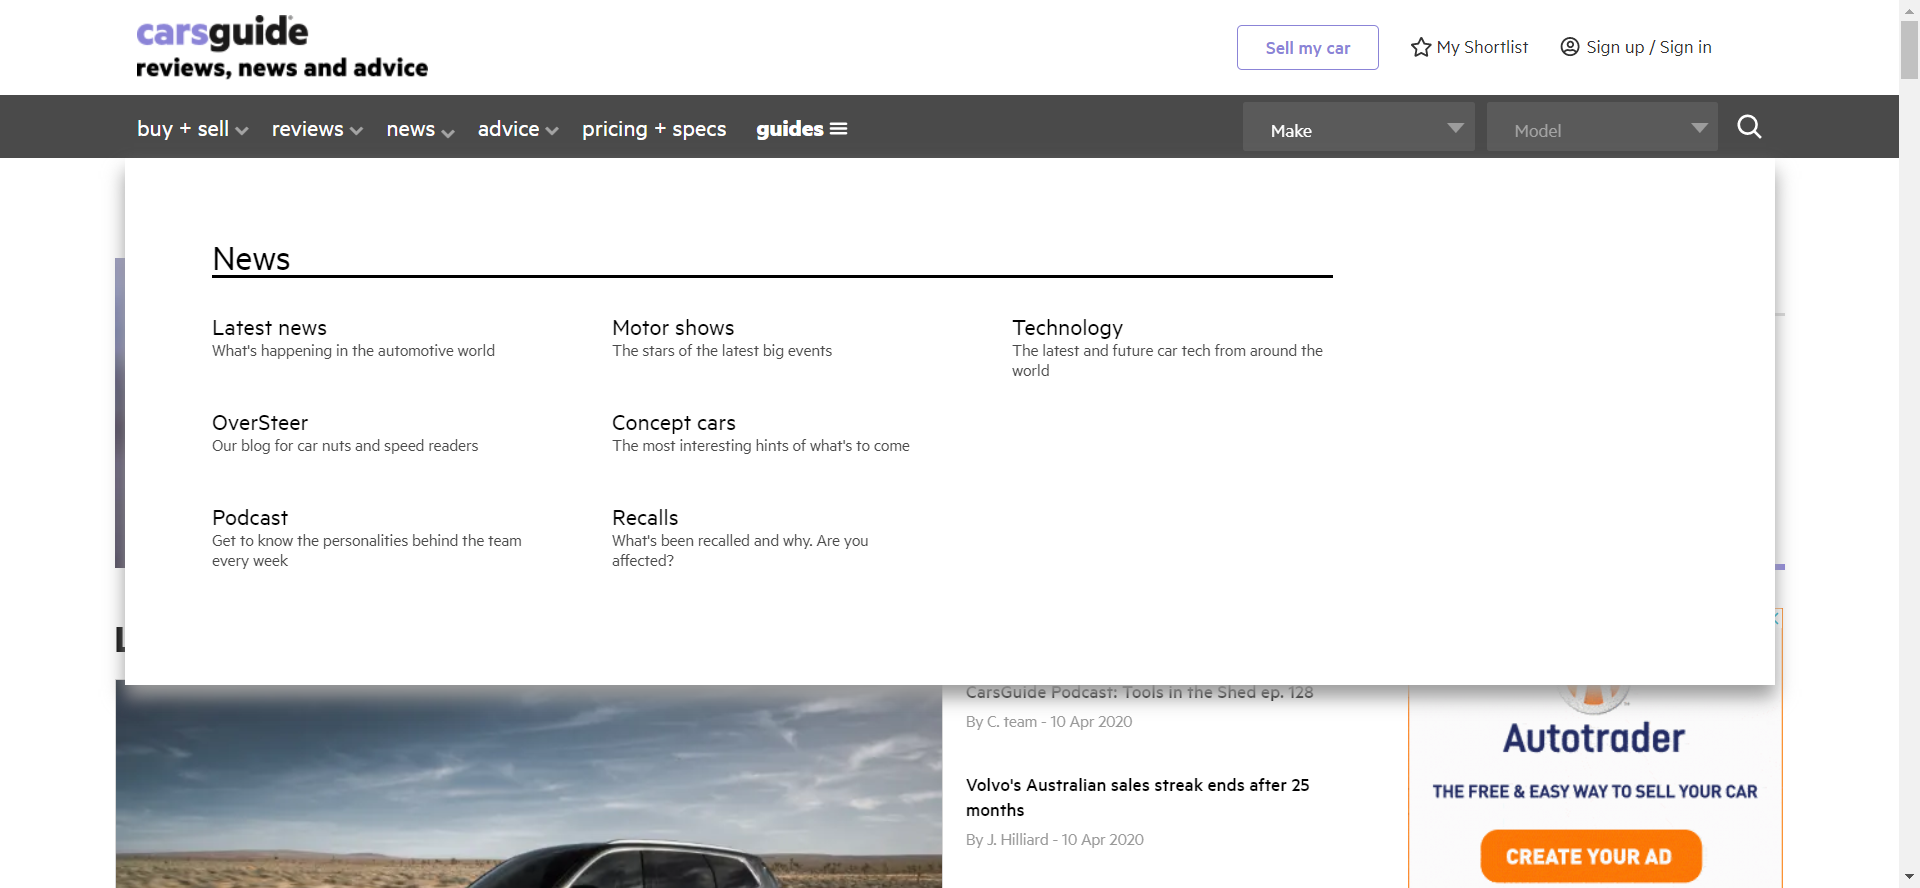 carsguide
reviews, news and advice
Sell my car
My Shortlist
Sign up / Sign in
buy + sell
reviews
news
advice
pricing + specs
guides
Make
Model
News
Latest news
What's happening in the automotive world
Motor shows
The stars of the latest big events
Technology
The latest and future car tech from around the
world
OverSteer
Our blog for car nuts and speed readers
Concept cars
The most interesting hints of what's to come
Podcast
Get to know the personalities behind the team
every week
Recalls
What's been recalled and why. Are you
affected?
L
CarsGuide Podcast: Tools in the Shed ep. 128
By C. team - 10 Apr 2020
Volvo's Australian sales streak ends after 25
months
By J. Hilliard - 10 Apr 2020
Autotrader
THE FREE & EASY WAY TO SELL YOUR CAR
CREATE YOUR AD